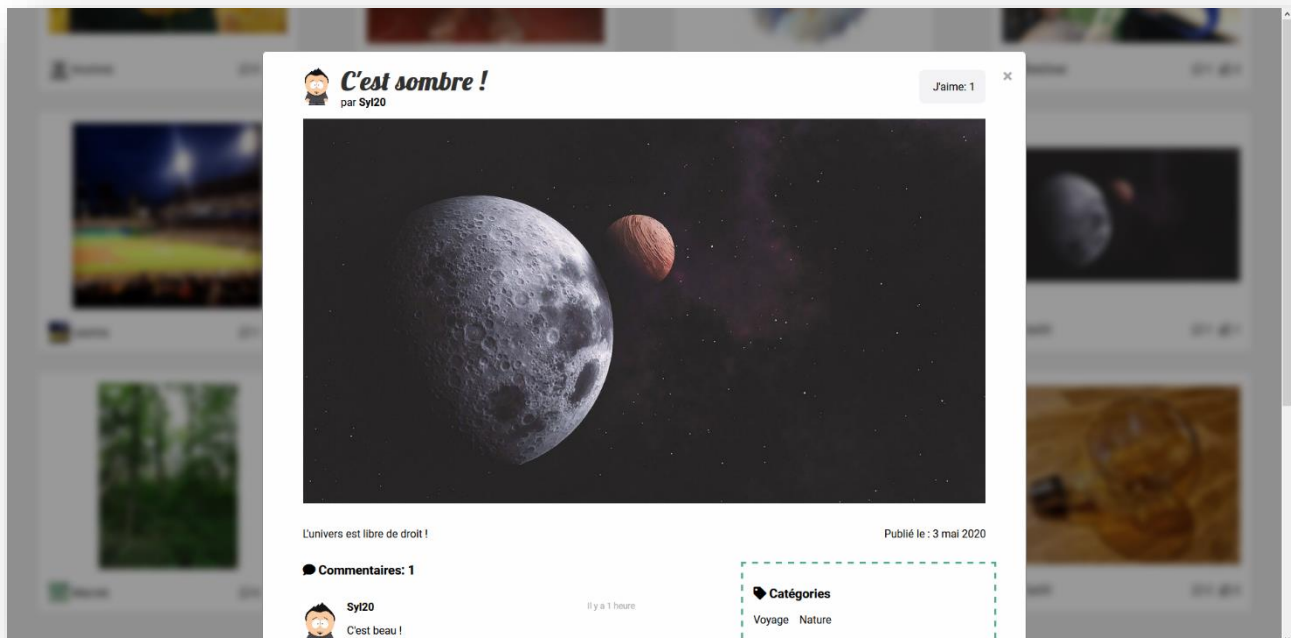 C'est sombre !
par Syl20
J'aime: 1
×
L'univers est libre de droit !
Publié le : 3 mai 2020
Commentaires: 1
Syl20
Il y a 1 heure
C'est beau !
Catégories
Voyage Nature